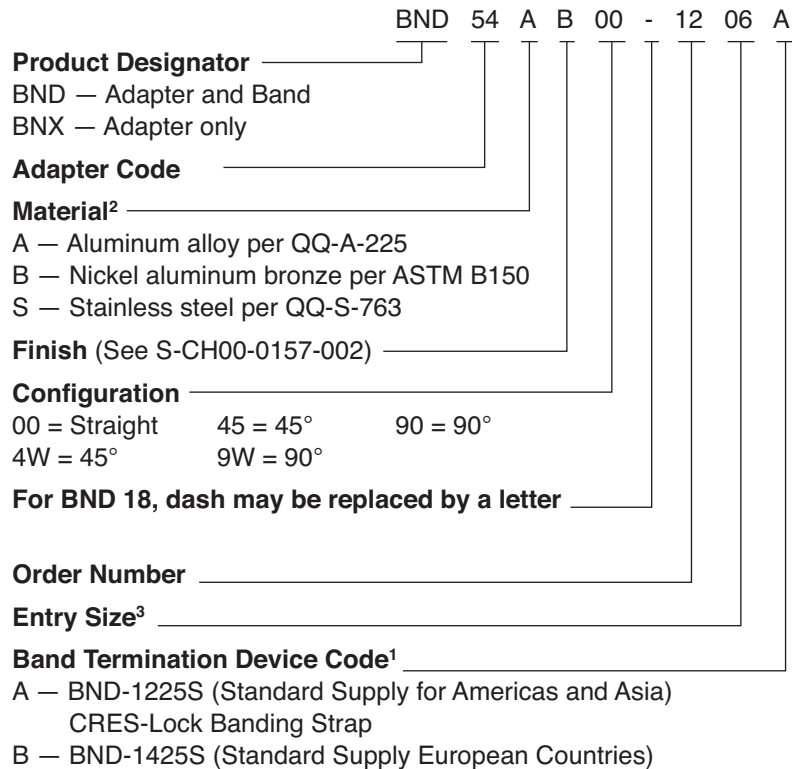 BND 54 A B 00 - 12 06 A
Product Designator
BND — Adapter and Band
BNX — Adapter only
Adapter Code
Material²
A — Aluminum alloy per QQ-A-225
B — Nickel aluminum bronze per ASTM B150
S — Stainless steel per QQ-S-763
Finish (See S-CH00-0157-002)
Configuration
00 = Straight 45 = 45° 90 = 90°
4W = 45° 9W = 90°
For BND 18, dash may be replaced by a letter
Order Number
Entry Size³
Band Termination Device Code¹
A — BND-1225S (Standard Supply for Americas and Asia)
CRES-Lock Banding Strap
B — BND-1425S (Standard Supply European Countries)